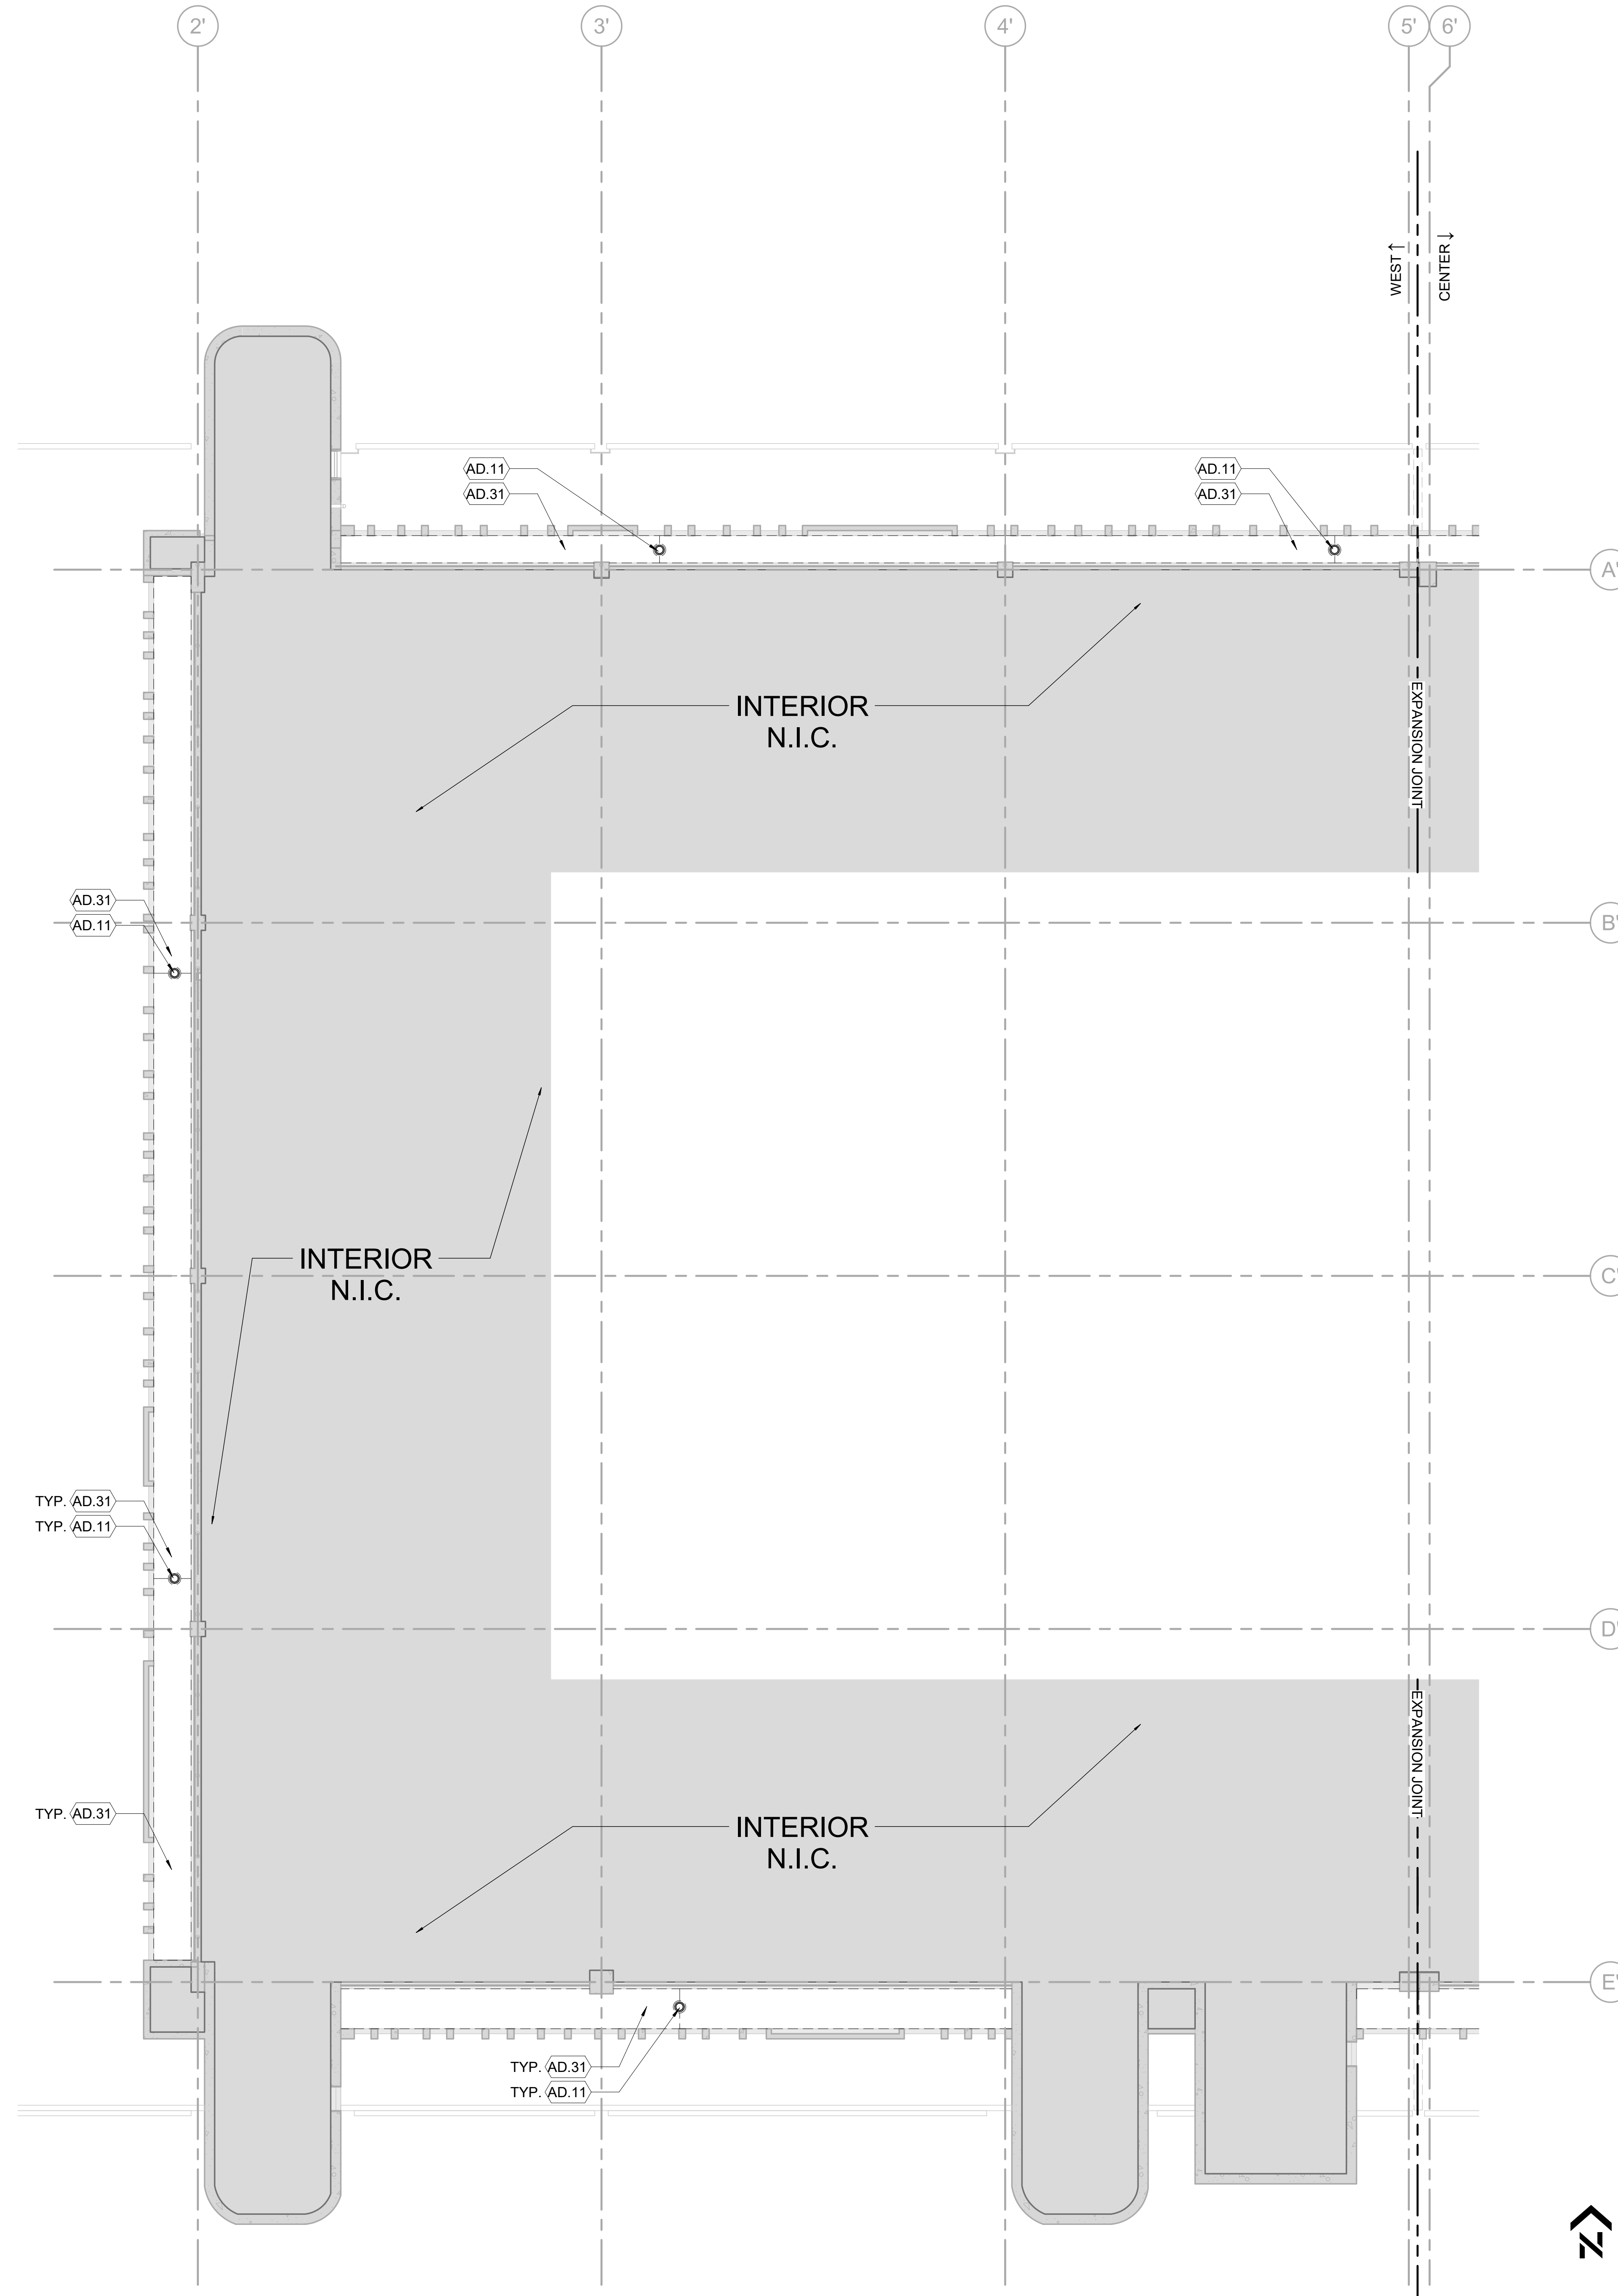 2'
3'
4'
5'
6'
WEST
CENTER
AD.11
AD.31
AD.11
AD.31
A'
INTERIOR
N.I.C.
EXPANSION JOINT
AD.31
AD.11
B'
INTERIOR
N.I.C.
C'
TYP. AD.31
TYP. AD.11
D'
EXPANSION JOINT
TYP. AD.31
INTERIOR
N.I.C.
E'
TYP. AD.31
TYP. AD.11
N